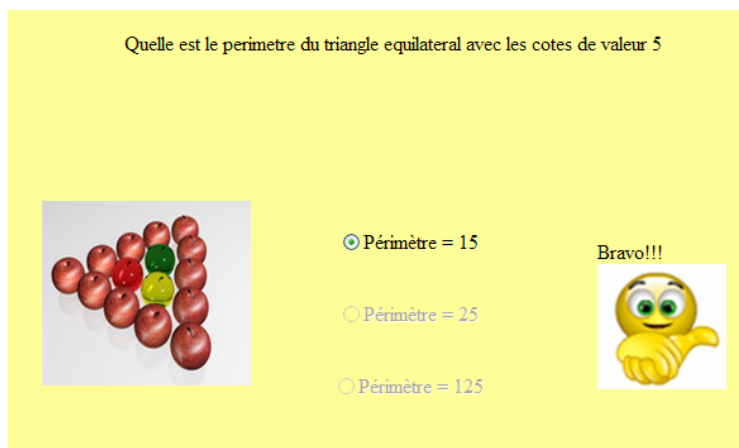 Quelle est le perimetre du triangle equilateral avec les cotes de valeur 5
Périmètre = 15
Bravo!!!
Périmètre = 25
Périmètre = 125